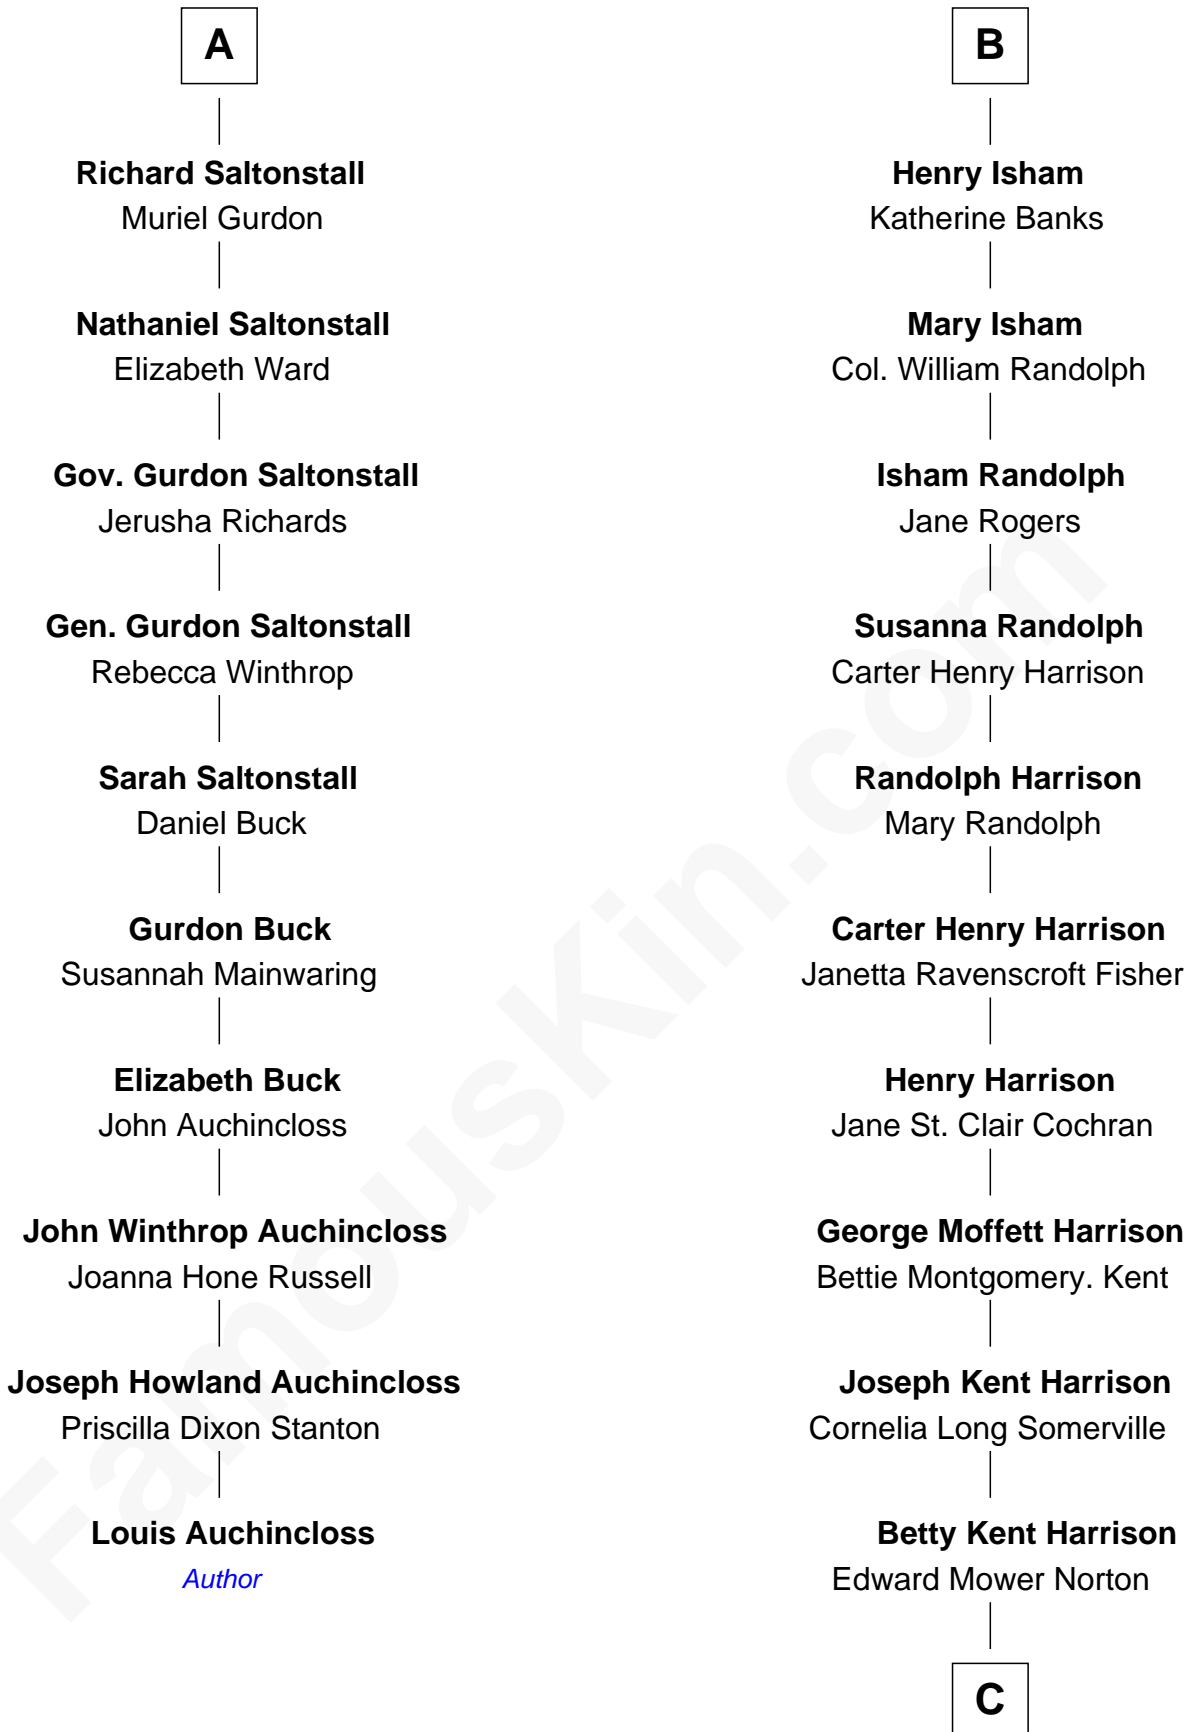 A
Richard Saltonstall
Muriel Gurdon
Nathaniel Saltonstall
Elizabeth Ward
Gov. Gurdon Saltonstall
Jerusha Richards
Gen. Gurdon Saltonstall
Rebecca Winthrop
Sarah Saltonstall
Daniel Buck
Gurdon Buck
Susannah Mainwaring
Elizabeth Buck
John Auchincloss
John Winthrop Auchincloss
Joanna Hone Russell
Joseph Howland Auchincloss
Priscilla Dixon Stanton
Louis Auchincloss
Author
B
Henry Isham
Katherine Banks
Mary Isham
Col. William Randolph
Isham Randolph
Jane Rogers
Susanna Randolph
Carter Henry Harrison
Randolph Harrison
Mary Randolph
Carter Henry Harrison
Janetta Ravenscroft Fisher
Henry Harrison
Jane St. Clair Cochran
George Moffett Harrison
Bettie Montgomery. Kent
Joseph Kent Harrison
Cornelia Long Somerville
Betty Kent Harrison
Edward Mower Norton
C
FamousKin.com